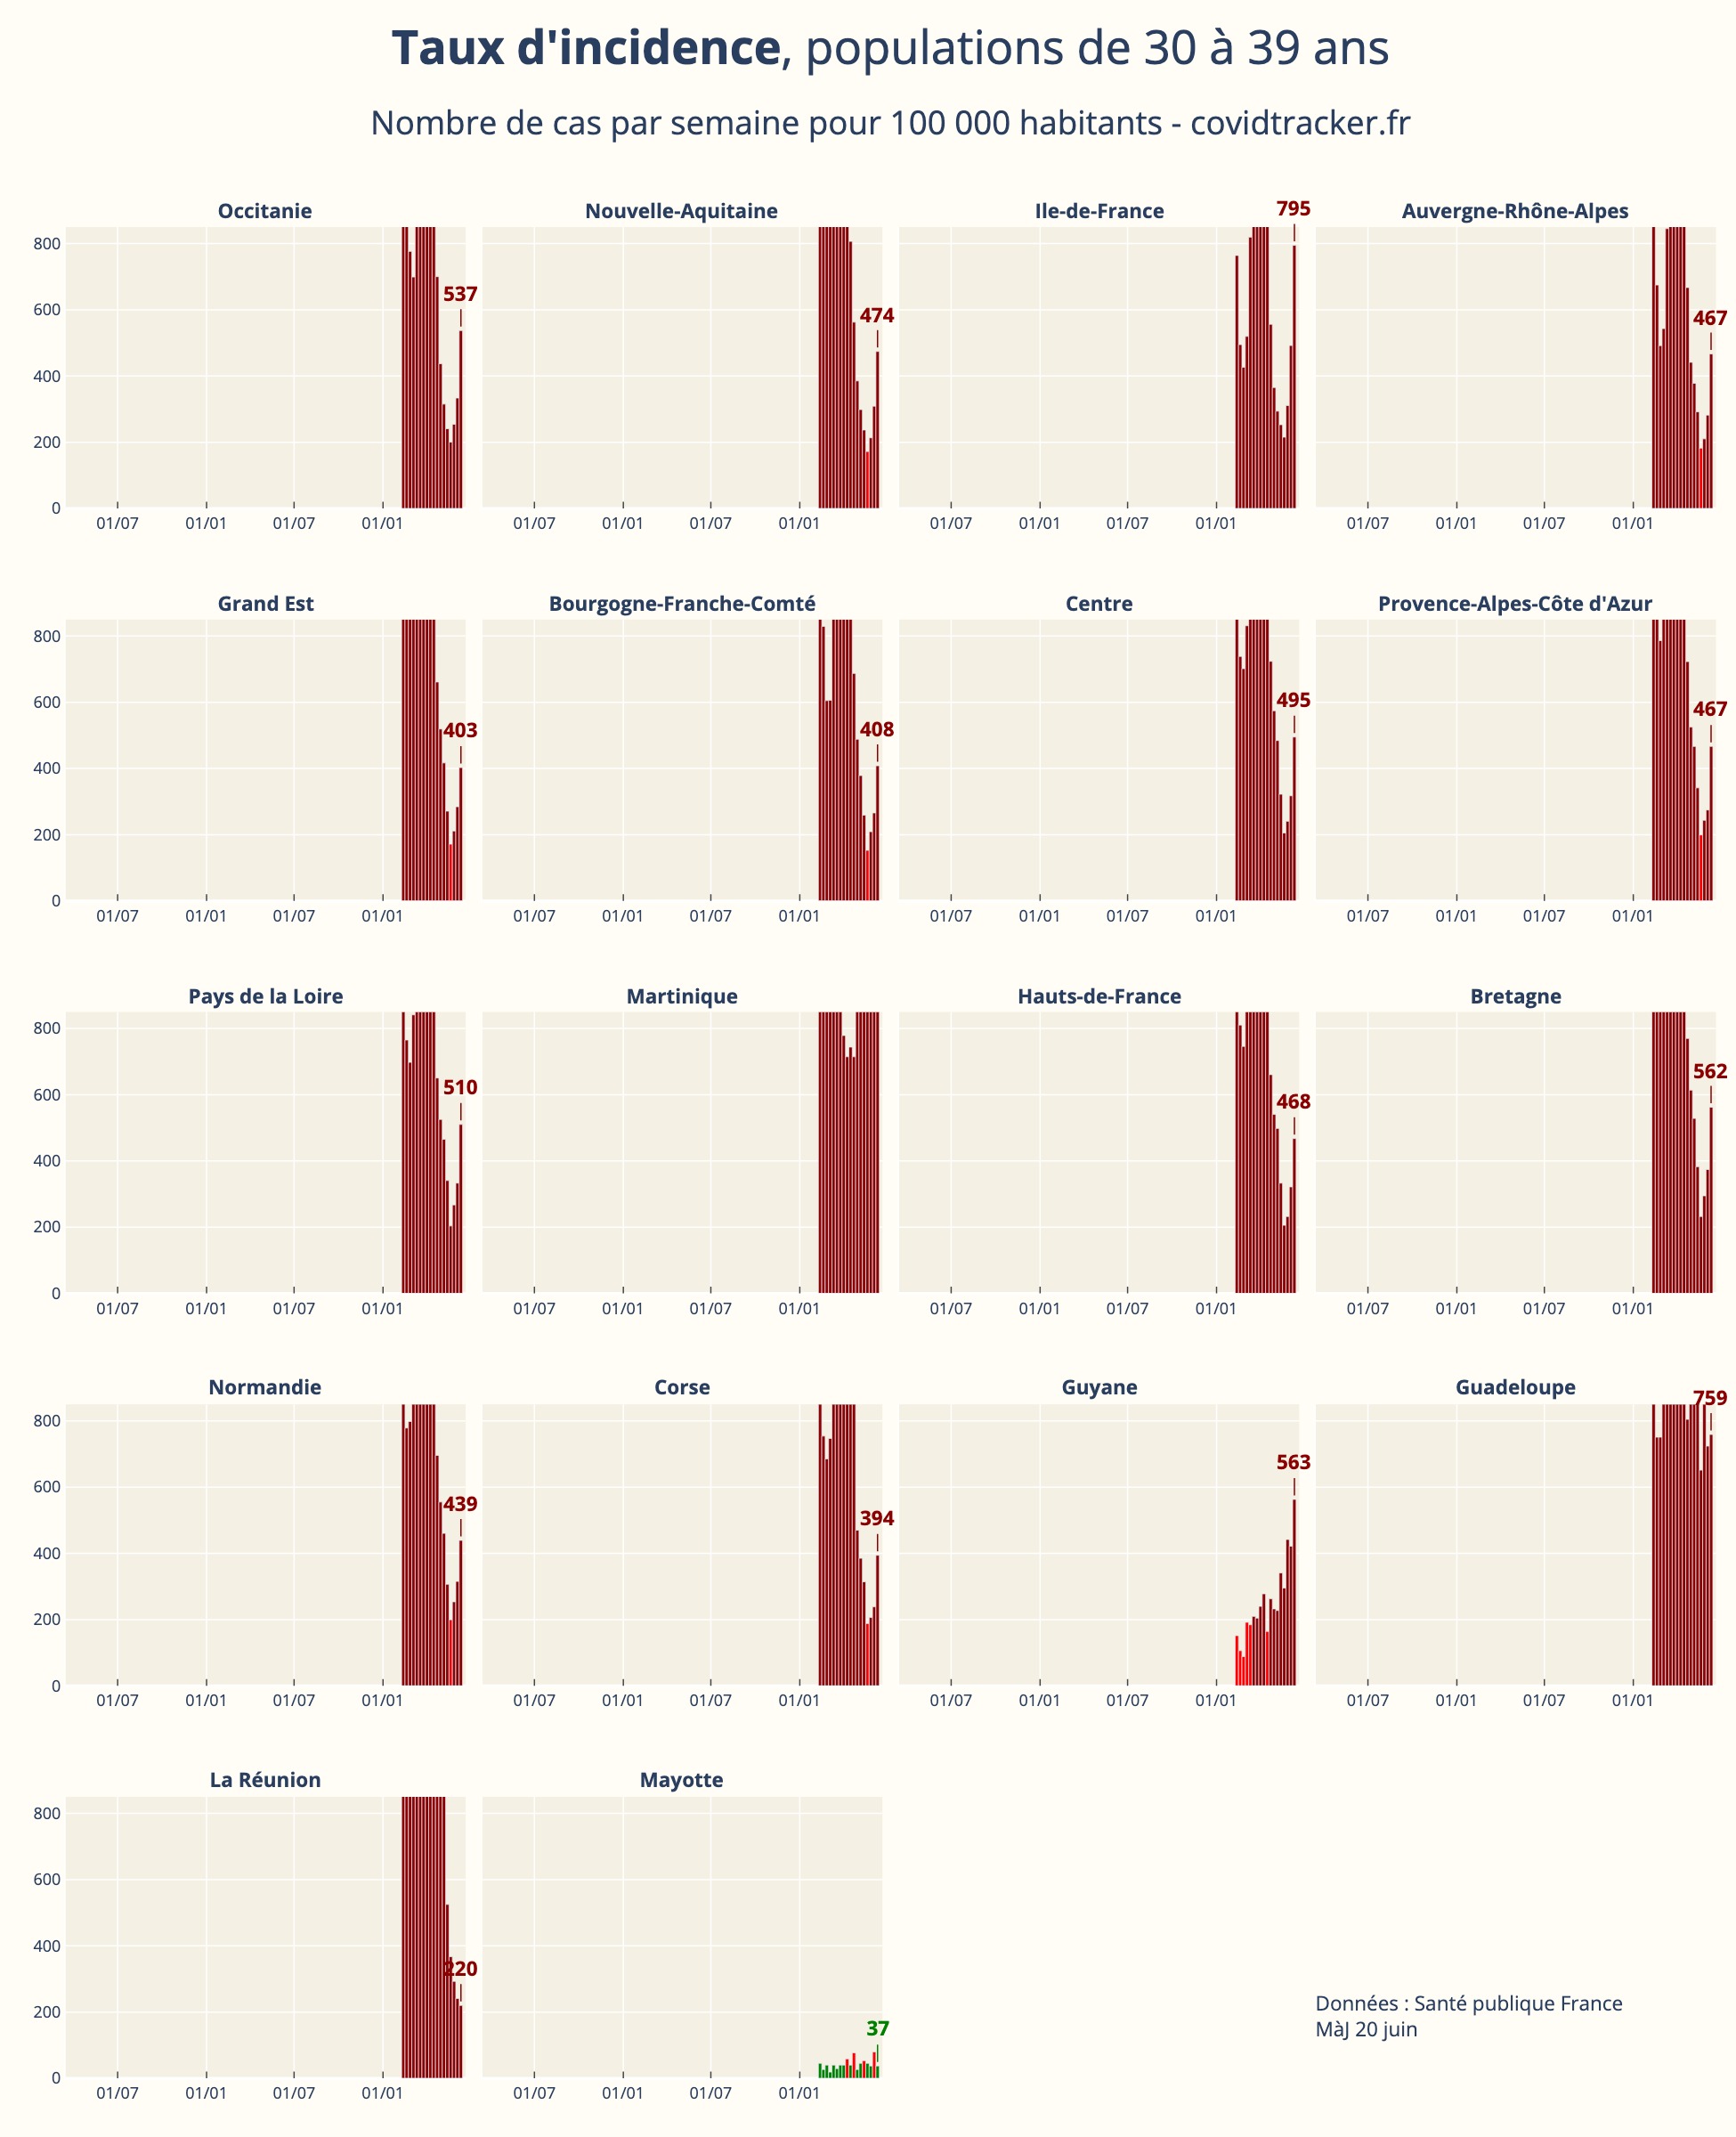 Taux d'incidence, populations de 30 à 39 ans
Nombre de cas par semaine pour 100 000 habitants - covidtracker.fr
Occitanie
Nouvelle-Aquitaine
Ile-de-France
795
Auvergne-Rhône-Alpes
800
600
400
200
0
537
474
467
01/07 01/01 01/07 01/01
01/07 01/01 01/07 01/01
01/07 01/01 01/07 01/01
01/07 01/01 01/07 01/01
Grand Est
Bourgogne-Franche-Comté
Centre
Provence-Alpes-Côte d'Azur
800
600
400
200
0
403
408
495
467
01/07 01/01 01/07 01/01
01/07 01/01 01/07 01/01
01/07 01/01 01/07 01/01
01/07 01/01 01/07 01/01
Pays de la Loire
Martinique
Hauts-de-France
Bretagne
800
600
400
200
0
510
468
562
01/07 01/01 01/07 01/01
01/07 01/01 01/07 01/01
01/07 01/01 01/07 01/01
01/07 01/01 01/07 01/01
Normandie
Corse
Guyane
Guadeloupe
800
600
400
200
0
439
394
563
759
01/07 01/01 01/07 01/01
01/07 01/01 01/07 01/01
01/07 01/01 01/07 01/01
01/07 01/01 01/07 01/01
La Réunion
Mayotte
800
600
400
200
0
220
37
01/07 01/01 01/07 01/01
01/07 01/01 01/07 01/01
Données : Santé publique France
MàJ 20 juin